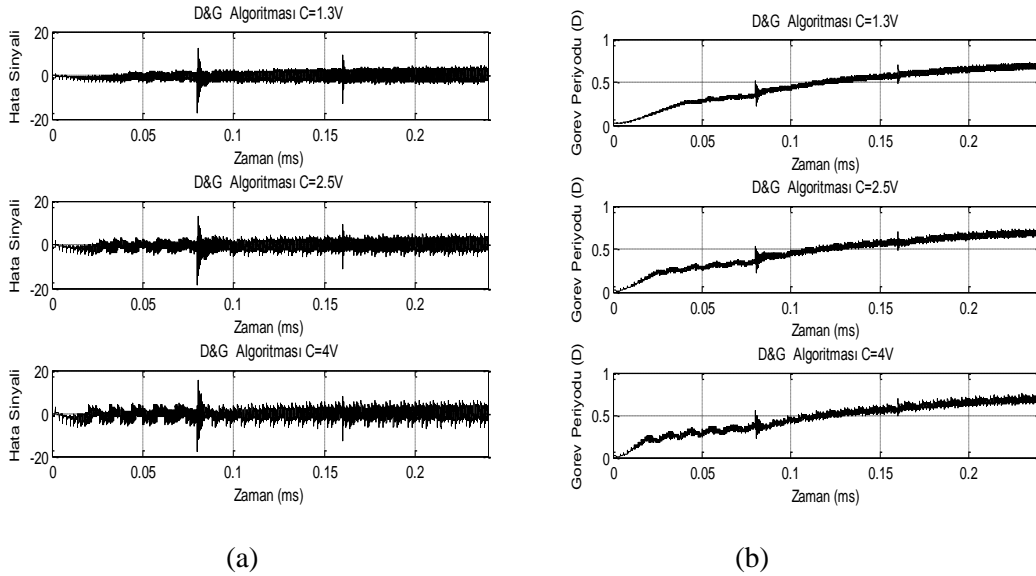 D&G Algoritması C=1.3V
Hata Sinyali
20
0
-20
0 0.05 0.1 0.15 0.2
Zaman (ms)
D&G Algoritması C=2.5V
Hata Sinyali
20
0
-20
0 0.05 0.1 0.15 0.2
Zaman (ms)
D&G Algoritması C=4V
Hata Sinyali
20
0
-20
0 0.05 0.1 0.15 0.2
Zaman (ms)
(a)
D&G Algoritması C=1.3V
Gorev Periyodu (D)
1
0.5
0
0 0.05 0.1 0.15 0.2
Zaman (ms)
D&G Algoritması C=2.5V
Gorev Periyodu (D)
1
0.5
0
0 0.05 0.1 0.15 0.2
Zaman (ms)
D&G Algoritması C=4V
Gorev Periyodu (D)
1
0.5
0
0 0.05 0.1 0.15 0.2
Zaman (ms)
(b)